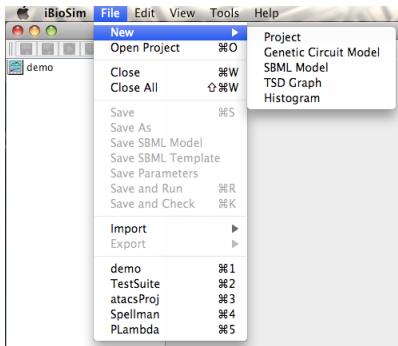 iBioSim File Edit View Tools Help
demo
New
Open Project ⌘O
Close ⌘W
Close All ⇧⌘W
Save ⌘S
Save As
Save SBML Model
Save SBML Template
Save Parameters
Save and Run ⌘R
Save and Check ⌘K
Import
Export
demo ⌘1
TestSuite ⌘2
atacsProj ⌘3
Spellman ⌘4
PLambda ⌘5
Project
Genetic Circuit Model
SBML Model
TSD Graph
Histogram